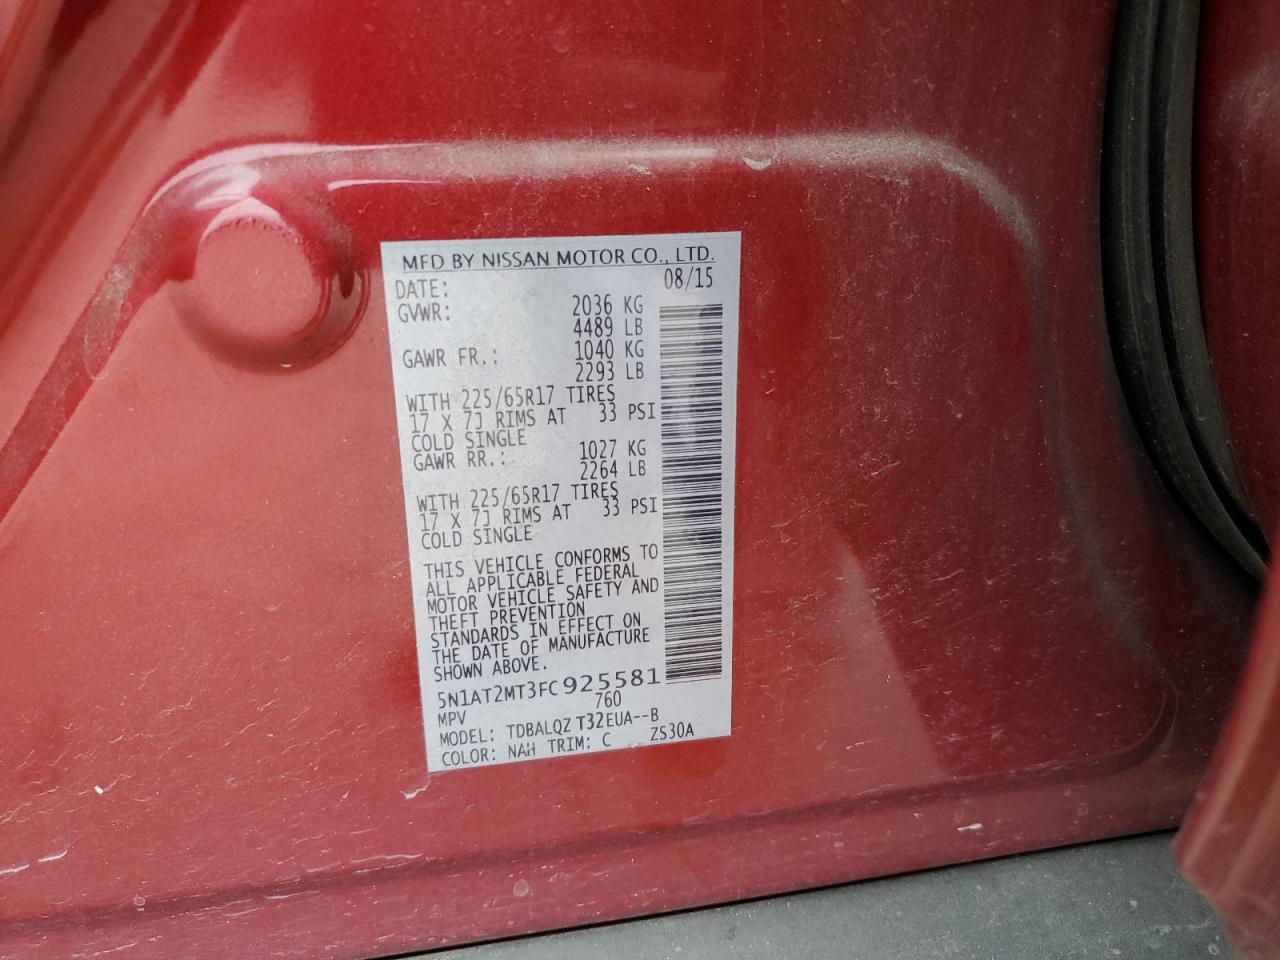 MFD BY NISSAN MOTOR CO., LTD.
DATE: 08/15
GVWR: 2036 KG
4489 LB
GAWR FR.: 1040 KG
2293 LB
WITH 225/65R17 TIRES
17 X 7J RIMS AT 33 PSI
COLD SINGLE
GAWR RR.: 1027 KG
2264 LB
WITH 225/65R17 TIRES
17 X 7J RIMS AT 33 PSI
COLD SINGLE
THIS VEHICLE CONFORMS TO
ALL APPLICABLE FEDERAL
MOTOR VEHICLE SAFETY AND
THEFT PREVENTION
STANDARDS IN EFFECT ON
THE DATE OF MANUFACTURE
SHOWN ABOVE.
5N1AT2MT3FC925581
MPV 760
MODEL: TDBALQZ T32EUA--B
COLOR: NAH TRIM: C ZS30A